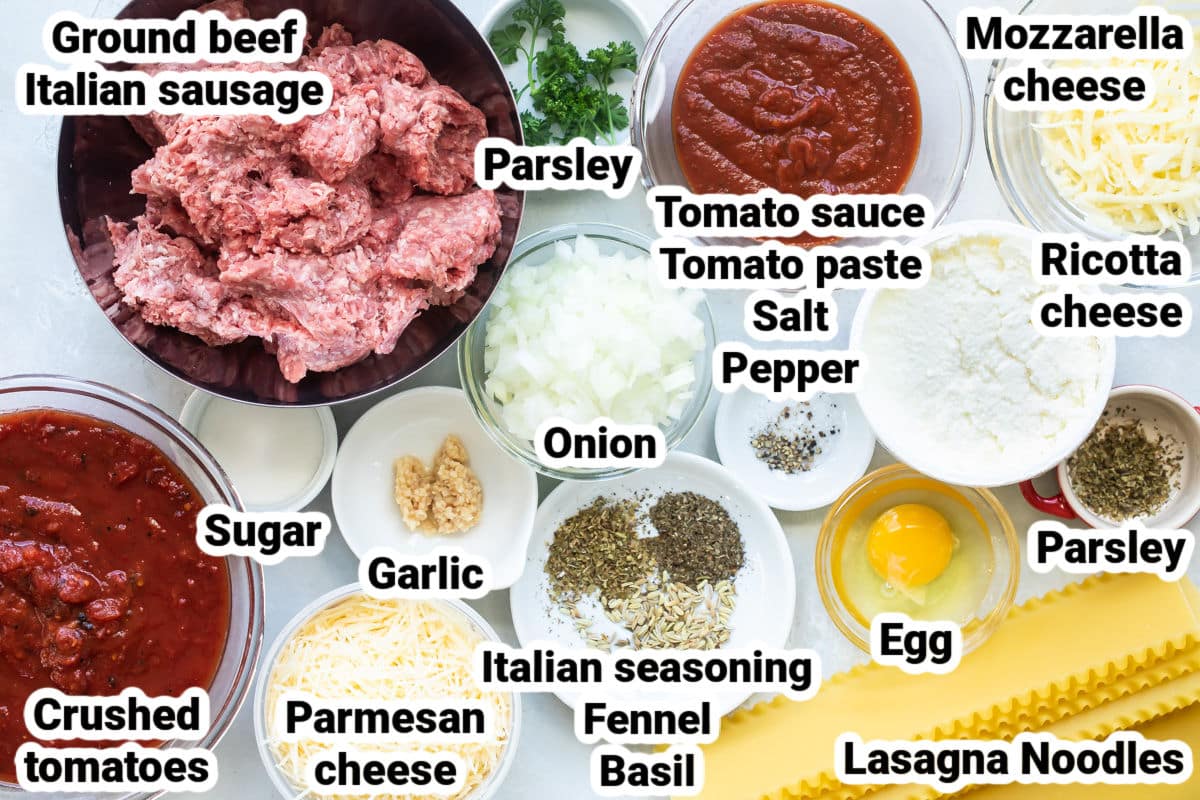 Ground beef
Italian sausage
Parsley
Mozzarella
cheese
Tomato sauce
Tomato paste
Salt
Pepper
Ricotta
cheese
Onion
Sugar
Garlic
Parsley
Egg
Italian seasoning
Fennel
Basil
Crushed
tomatoes
Parmesan
cheese
Lasagna Noodles